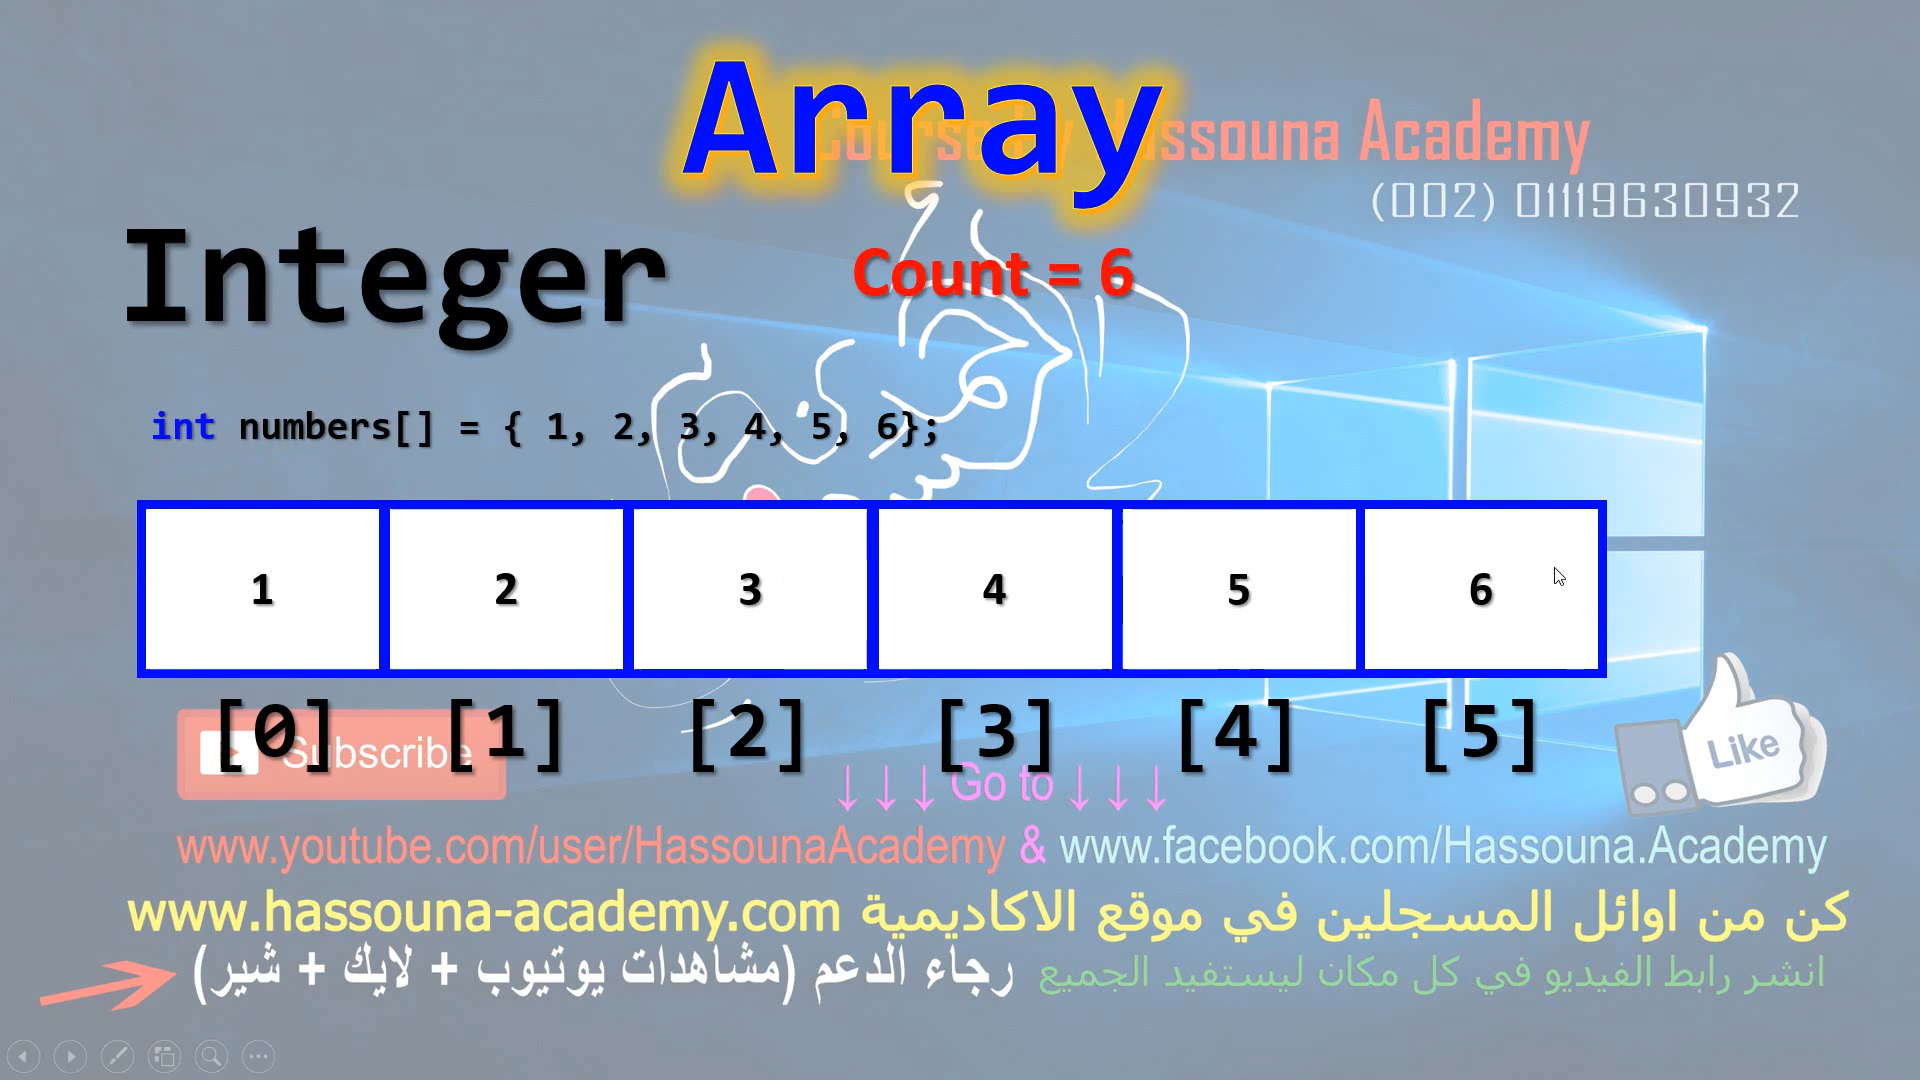 Array
Course By Hassouna Academy
(002) 01119630932
Integer
Count = 6
int numbers[] = { 1, 2, 3, 4, 5, 6};
1 2 3 4 5 6
[0] [1] [2] [3] [4] [5]
Subscribe
Like
↓↓↓ Go to ↓↓↓
www.youtube.com/user/HassounaAcademy & www.facebook.com/Hassouna.Academy
كن من اوائل المسجلين في موقع الاكاديمية www.hassouna-academy.com
انشر رابط الفيديو في كل مكان ليستفيد الجميع رجاء الدعم (مشاهدات يوتيوب + لايك + شير)